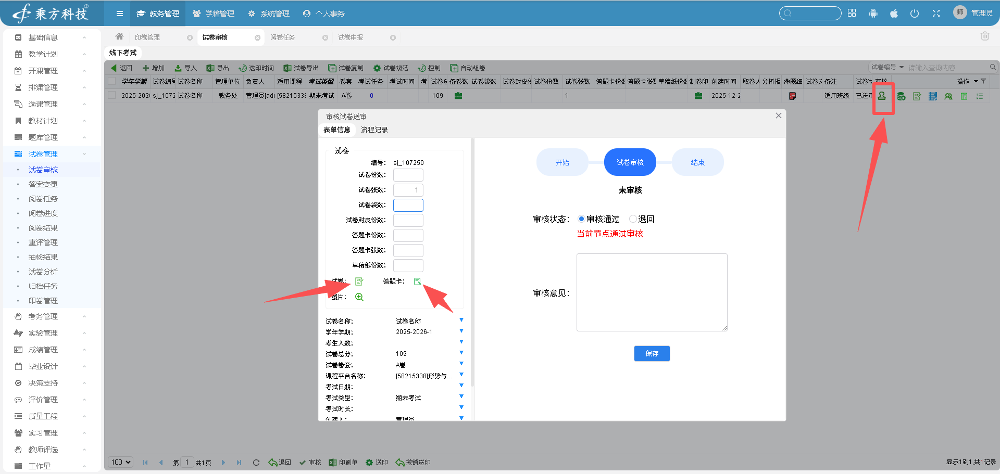 乘方科技
教务管理
学籍管理
系统管理
个人事务
师
管理员
基础信息
教学计划
开课管理
排课管理
选课管理
教材计划
题库管理
试卷管理
试卷审核
答案变更
阅卷任务
阅卷进度
阅卷结果
重评管理
抽检结果
试卷分析
归档任务
印卷管理
考务管理
实验管理
成绩管理
毕业设计
决策支持
评价管理
质量工程
实习管理
教师评选
工作量
印卷管理
试卷审核
阅卷任务
试卷申报
线下考试
返回 增加 导入 导出 送印时间 试卷导出 试卷复制 试卷规范 控制 自动组卷
试卷编号 请输入查询内容
学年学期 试卷编号 试卷名称 管理单位 负责人 适用课程 考试类型 卷套 考试任务 考试时间 试卷总 备卷数 试卷袋数 试卷封皮份 试卷份数 试卷张数 答题卡份数 答题卡张数 草稿纸份数 制卷印 创建时间 取卷人 分析报 命题细 试卷文 备注 试卷状 审核 操作
2025-202 sj_1072 试卷名称 教务处 管理员[ad [5821533 期末考试 A卷 0 109 1 2025-12-2 适用班级 已送审
审核试卷送审
表单信息 流程记录
试卷
编号： sj_107250
试卷份数：
试卷张数： 1
试卷袋数：
试卷封皮份数：
答题卡份数：
答题卡张数：
草稿纸份数：
试卷： 答题卡：
图片：
试卷名称： 试卷名称
学年学期： 2025-2026-1
考生人数：
试卷总分： 109
试卷卷套： A卷
课程平台名称： [58215338]形势与...
考试日期：
考试类型： 期末考试
考试时长：
创建人： 管理员
开始 试卷审核 结束
未审核
审核状态： 审核通过 退回
当前节点通过审核
审核意见：
保存
100 第 1 共1页 退回 审核 印刷单 送印 撤销送印
显示1到1,共1记录